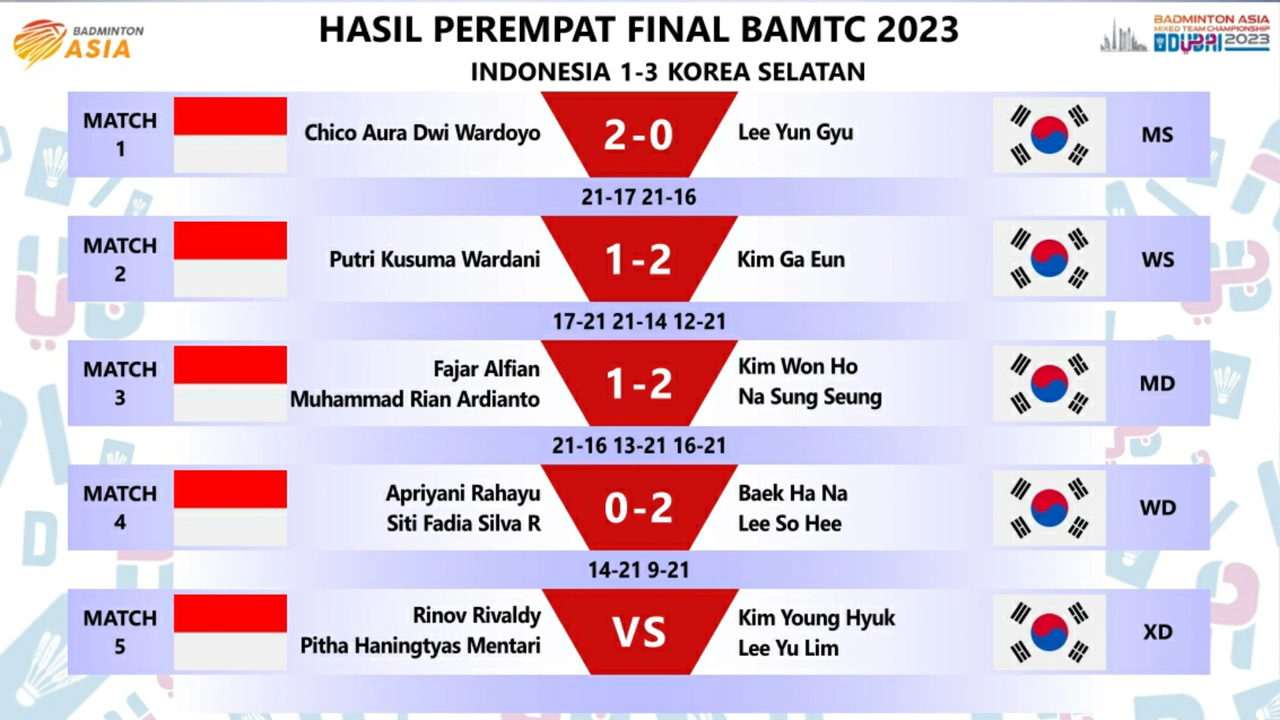 BADMINTON
ASIA
HASIL PEREMPAT FINAL BAMTC 2023
BADMINTON ASIA
MIXED TEAM CHAMPIONSHIP
DUBAI 2023
INDONESIA 1-3 KOREA SELATAN
MATCH
1
Chico Aura Dwi Wardoyo
2-0
Lee Yun Gyu
MS
21-17 21-16
MATCH
2
Putri Kusuma Wardani
1-2
Kim Ga Eun
WS
17-21 21-14 12-21
MATCH
3
Fajar Alfian
Muhammad Rian Ardianto
1-2
Kim Won Ho
Na Sung Seung
MD
21-16 13-21 16-21
MATCH
4
Apriyani Rahayu
Siti Fadia Silva R
0-2
Baek Ha Na
Lee So Hee
WD
14-21 9-21
MATCH
5
Rinov Rivaldy
Pitha Haningtyas Mentari
VS
Kim Young Hyuk
Lee Yu Lim
XD